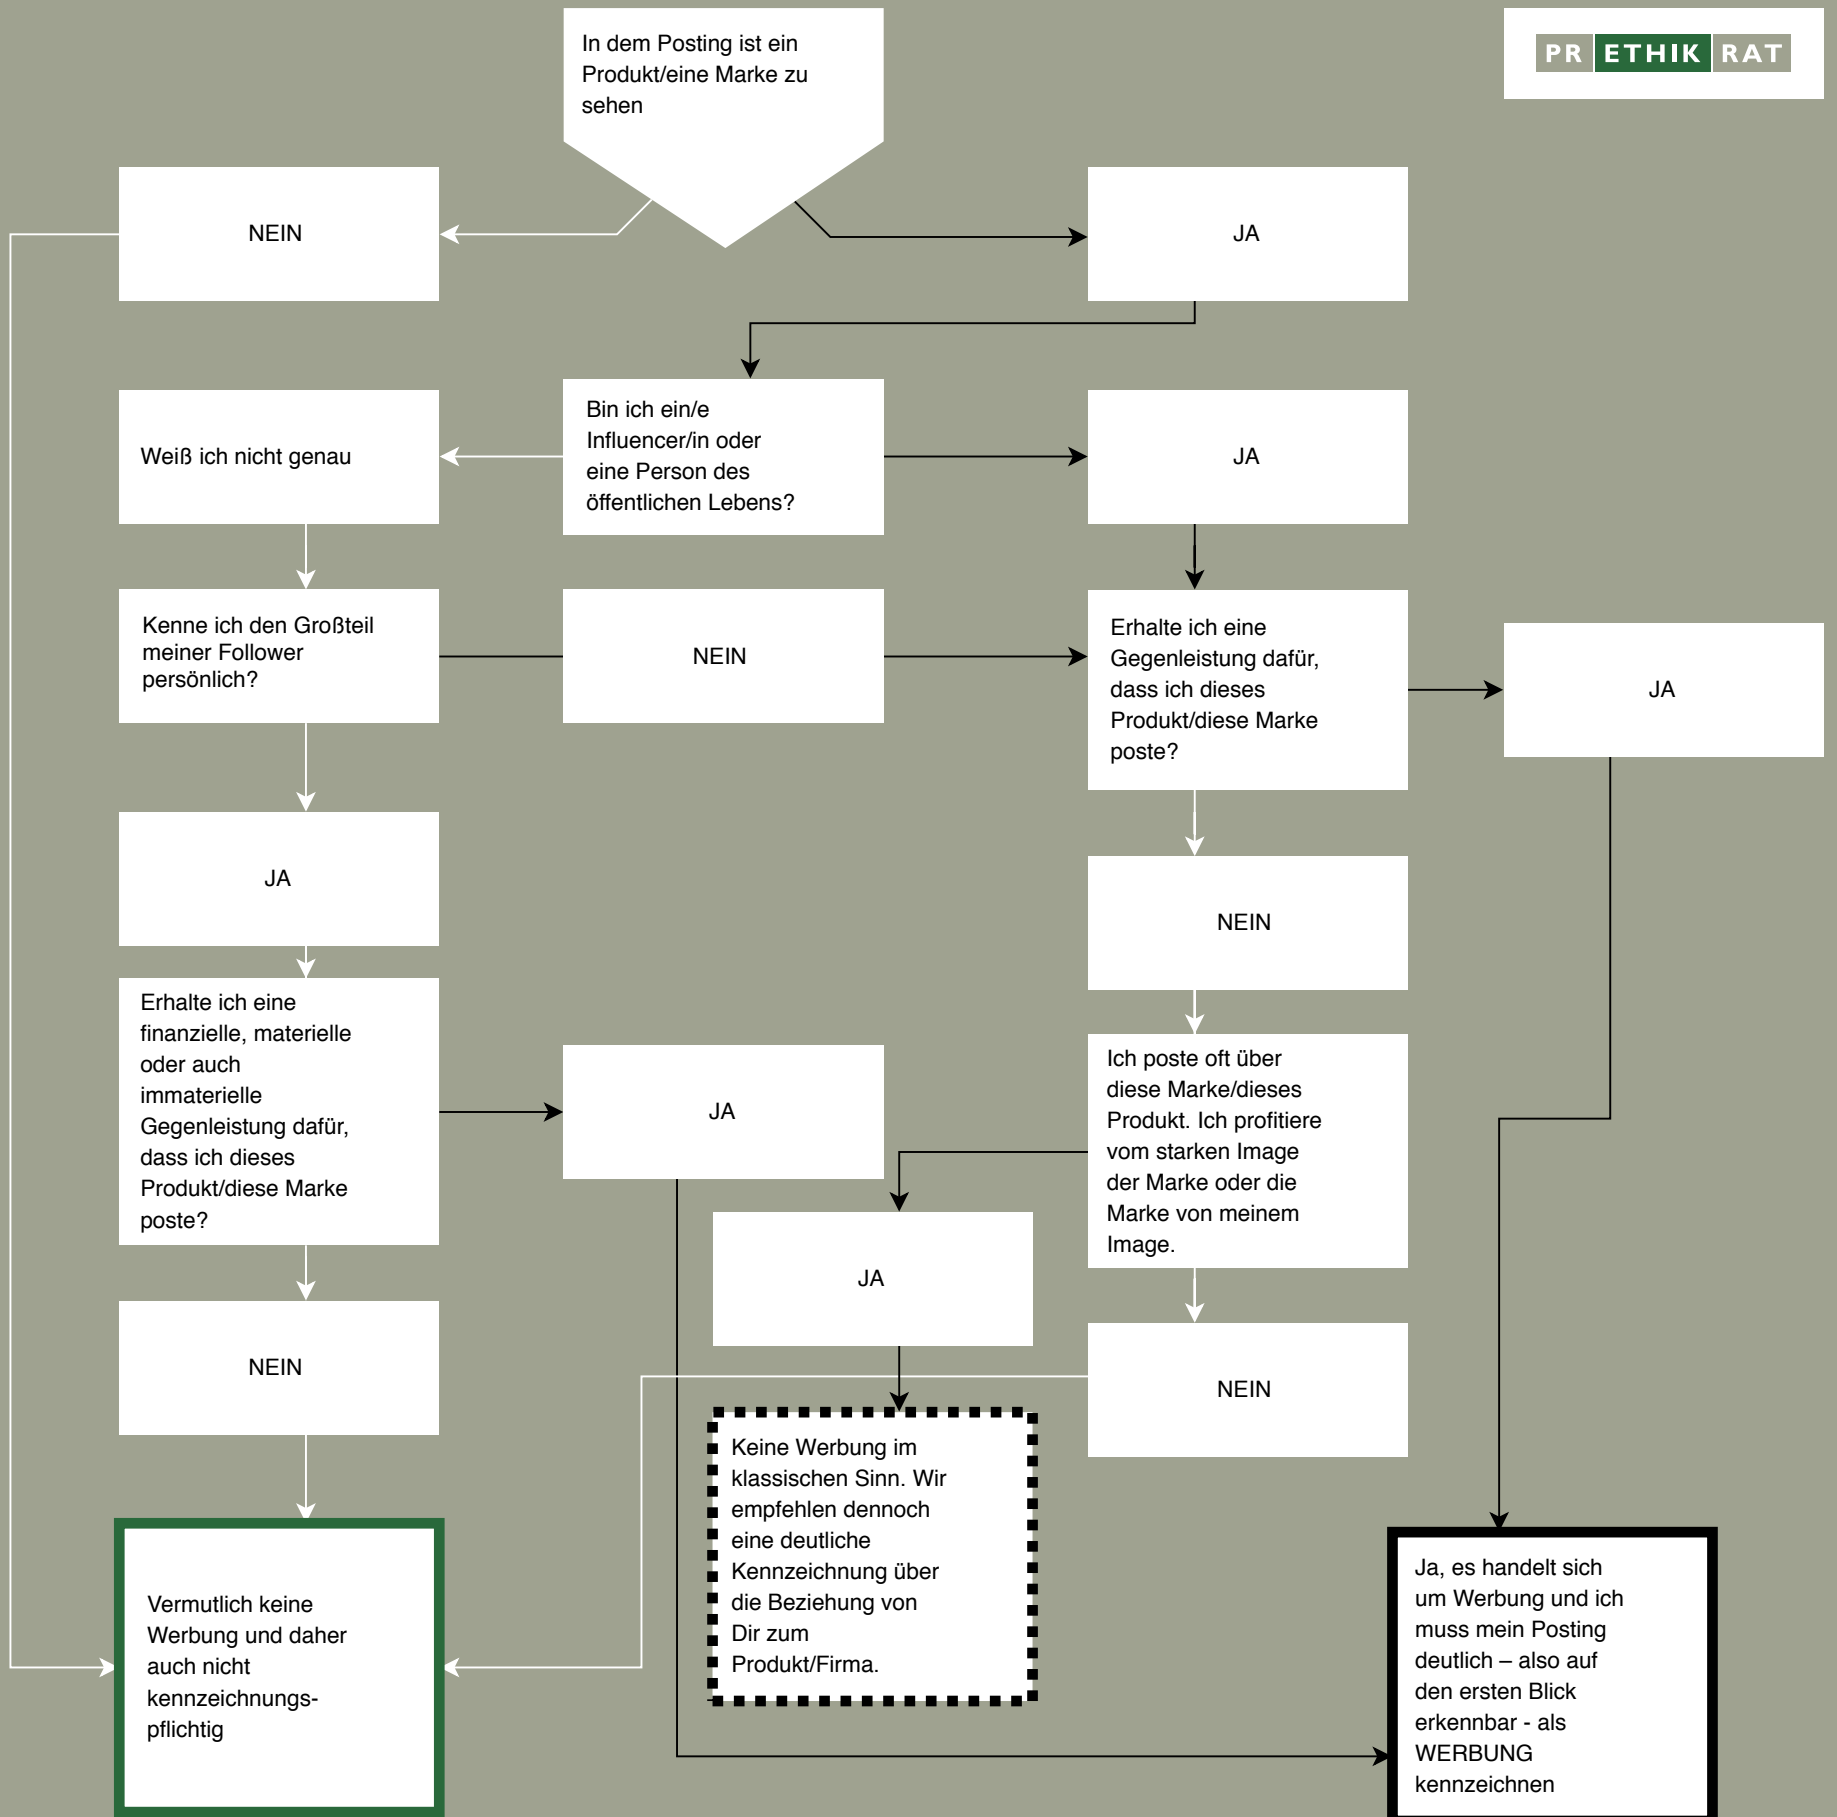 In dem Posting ist ein
Produkt/eine Marke zu
sehen
PR ETHIK RAT
NEIN
JA
Weiß ich nicht genau
Bin ich ein/e
Influencer/in oder
eine Person des
öffentlichen Lebens?
JA
Kenne ich den Großteil
meiner Follower
persönlich?
NEIN
Erhalte ich eine
Gegenleistung dafür,
dass ich dieses
Produkt/diese Marke
poste?
JA
JA
NEIN
Erhalte ich eine
finanzielle, materielle
oder auch
immaterielle
Gegenleistung dafür,
dass ich dieses
Produkt/diese Marke
poste?
JA
Ich poste oft über
diese Marke/dieses
Produkt. Ich profitiere
vom starken Image
der Marke oder die
Marke von meinem
Image.
JA
NEIN
NEIN
Keine Werbung im
klassischen Sinn. Wir
empfehlen dennoch
eine deutliche
Kennzeichnung über
die Beziehung von
Dir zum
Produkt/Firma.
Vermutlich keine
Werbung und daher
auch nicht
kennzeichnungs-
pflichtig
Ja, es handelt sich
um Werbung und ich
muss mein Posting
deutlich – also auf
den ersten Blick
erkennbar - als
WERBUNG
kennzeichnen